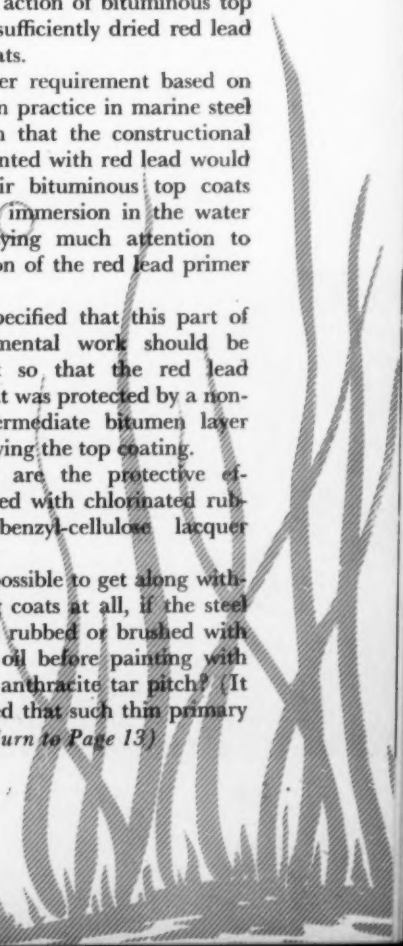 action of bituminous top
sufficiently dried red lead
ats.
er requirement based on
n practice in marine steel
n that the constructional
nted with red lead would
ir bituminous top coats
immersion in the water
ying much attention to
on of the red lead primer
pecified that this part of
mental work should be
so that the red lead
t was protected by a non-
ermediate bitumen layer
ying the top coating.
are the protective ef-
ed with chlorinated rub-
benzyl-cellulose lacquer
ossible to get along with-
coats at all, if the steel
rubbed or brushed with
oil before painting with
anthracite tar pitch? (It
ed that such thin primary
urn to Page 13)